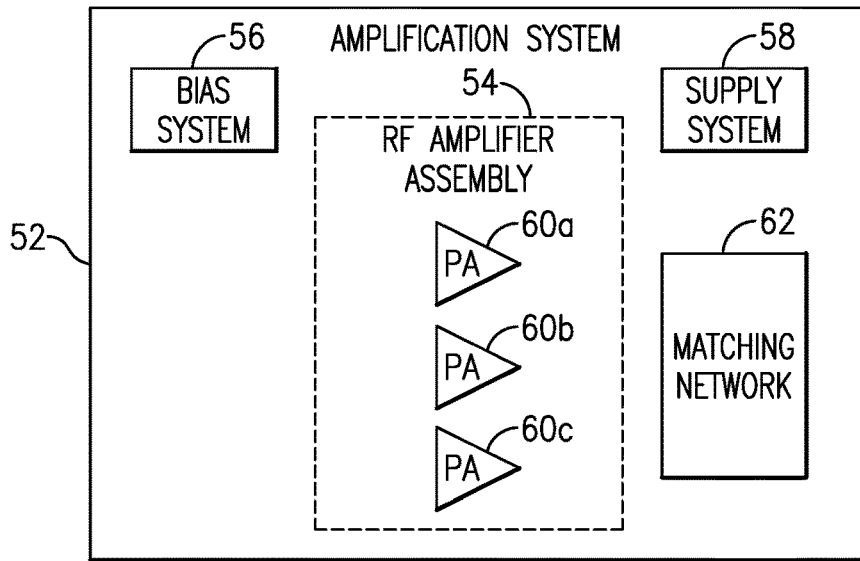 56
AMPLIFICATION SYSTEM
58
BIAS
SYSTEM
54
SUPPLY
SYSTEM
RF AMPLIFIER
ASSEMBLY
52
60a
PA
62
60b
PA
MATCHING
NETWORK
60c
PA